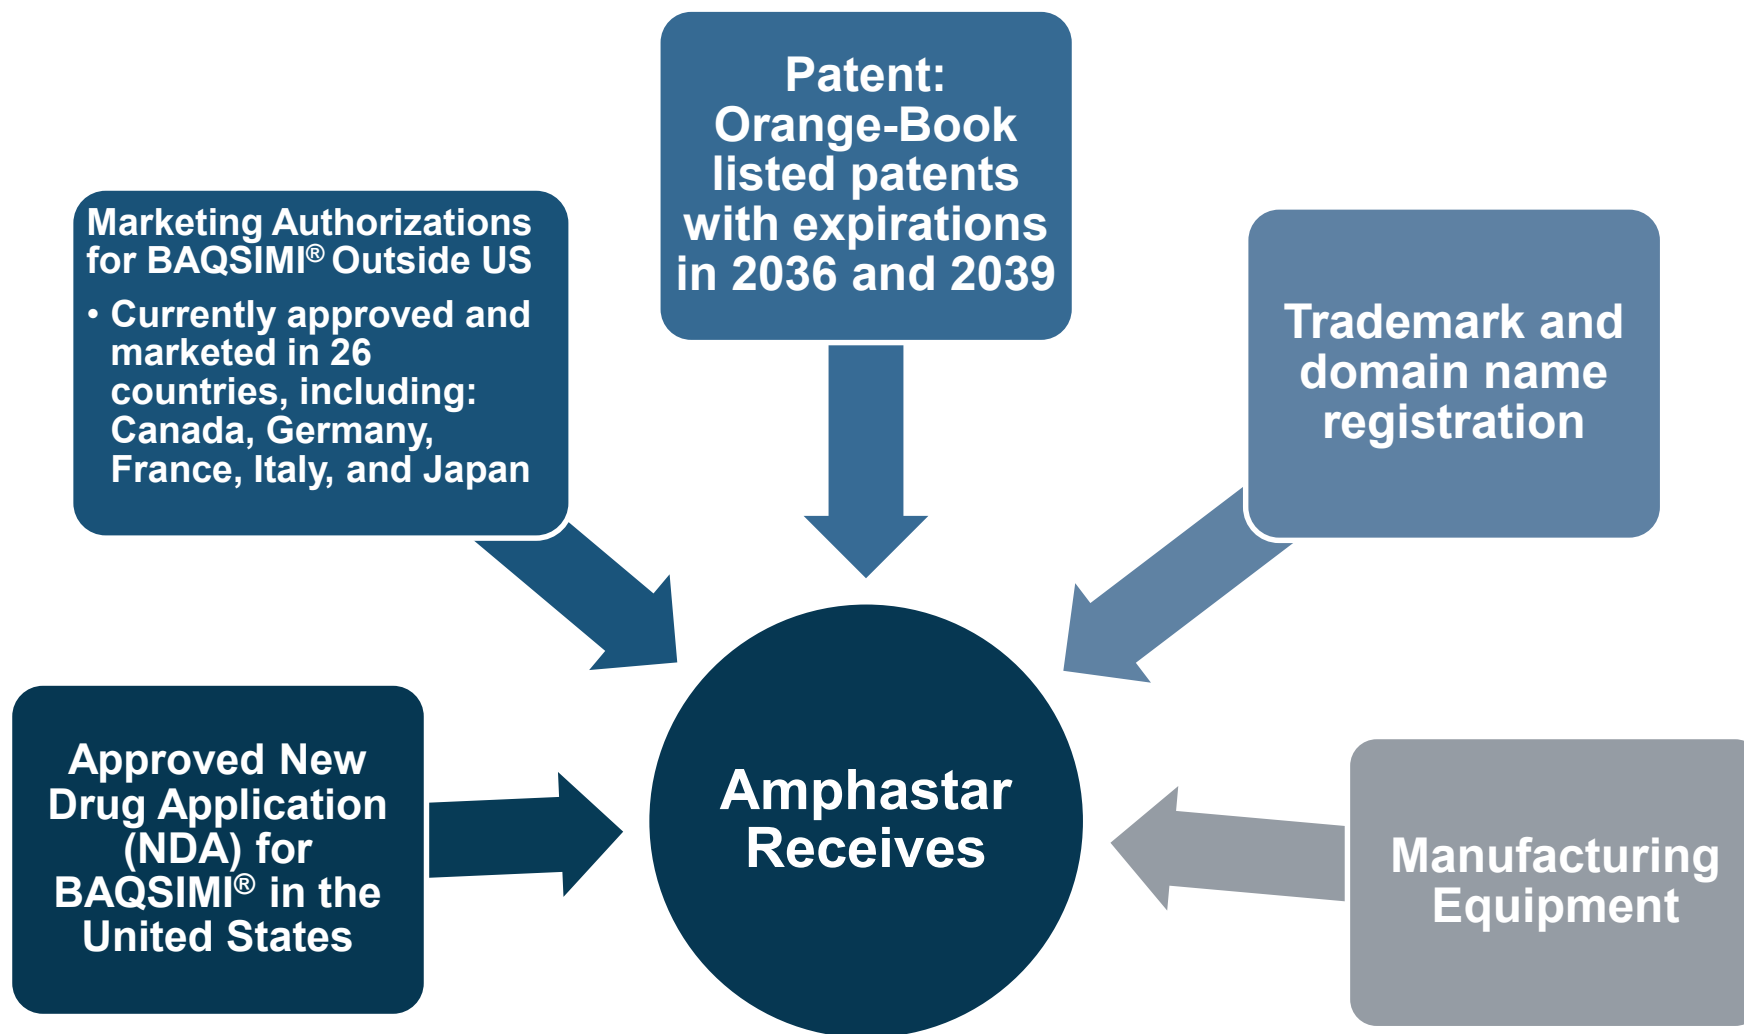 Patent:
Orange-Book
listed patents
with expirations
in 2036 and 2039
Marketing Authorizations
for BAQSIMI® Outside US
• Currently approved and
marketed in 26
countries, including:
Canada, Germany,
France, Italy, and Japan
Trademark and
domain name
registration
Approved New
Drug Application
(NDA) for
BAQSIMI® in the
United States
Amphastar
Receives
Manufacturing
Equipment